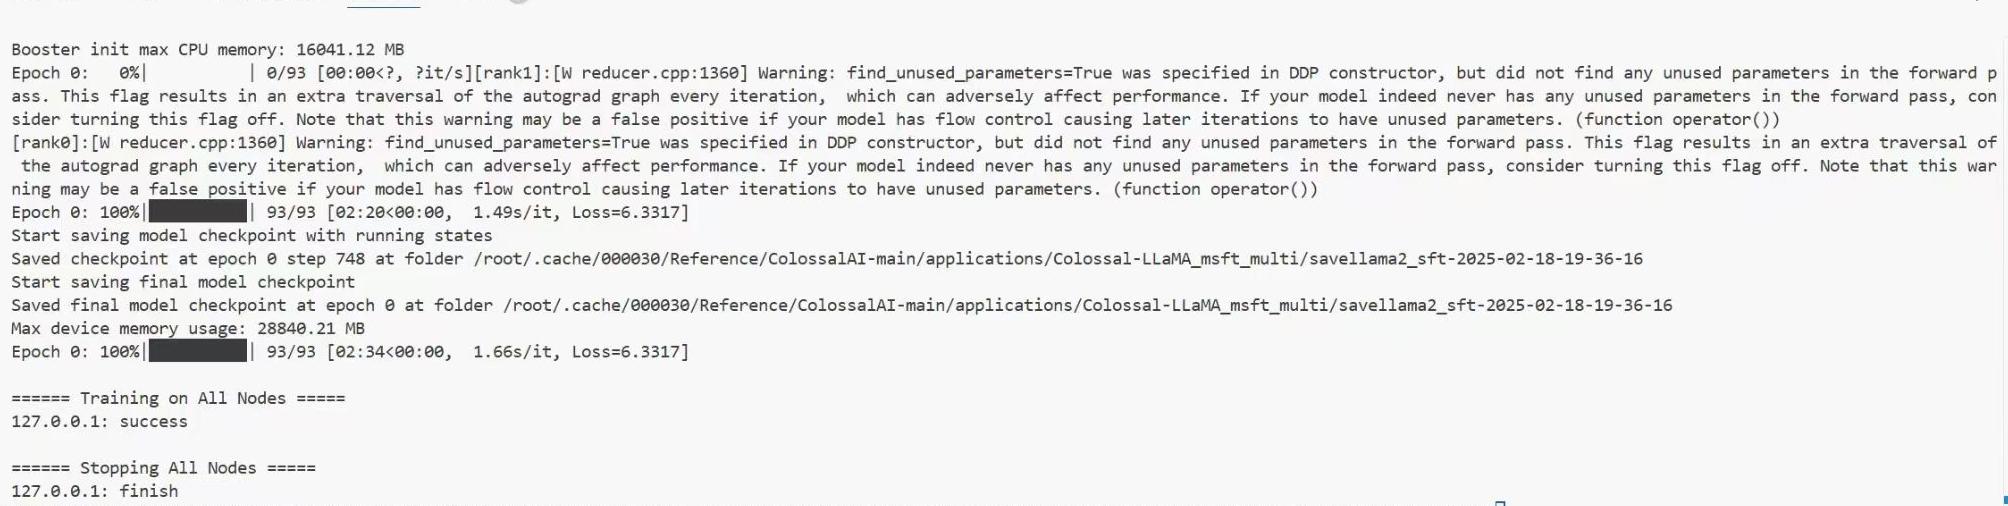 Booster init max CPU memory: 16041.12 MB
Epoch 0:   0%|          | 0/93 [00:00<?, ?it/s][rank1]:[W reducer.cpp:1360] Warning: find_unused_parameters=True was specified in DDP constructor, but did not find any unused parameters in the forward p
ass. This flag results in an extra traversal of the autograd graph every iteration,  which can adversely affect performance. If your model indeed never has any unused parameters in the forward pass, con
sider turning this flag off. Note that this warning may be a false positive if your model has flow control causing later iterations to have unused parameters. (function operator())
[rank0]:[W reducer.cpp:1360] Warning: find_unused_parameters=True was specified in DDP constructor, but did not find any unused parameters in the forward pass. This flag results in an extra traversal of
 the autograd graph every iteration,  which can adversely affect performance. If your model indeed never has any unused parameters in the forward pass, consider turning this flag off. Note that this war
ning may be a false positive if your model has flow control causing later iterations to have unused parameters. (function operator())
Epoch 0: 100%|██████████| 93/93 [02:20<00:00,  1.49s/it, Loss=6.3317]
Start saving model checkpoint with running states
Saved checkpoint at epoch 0 step 748 at folder /root/.cache/000030/Reference/ColossalAI-main/applications/Colossal-LLaMA_msft_multi/savellama2_sft-2025-02-18-19-36-16
Start saving final model checkpoint
Saved final model checkpoint at epoch 0 at folder /root/.cache/000030/Reference/ColossalAI-main/applications/Colossal-LLaMA_msft_multi/savellama2_sft-2025-02-18-19-36-16
Max device memory usage: 28840.21 MB
Epoch 0: 100%|██████████| 93/93 [02:34<00:00,  1.66s/it, Loss=6.3317]
====== Training on All Nodes =====
127.0.0.1: success
====== Stopping All Nodes =====
127.0.0.1: finish